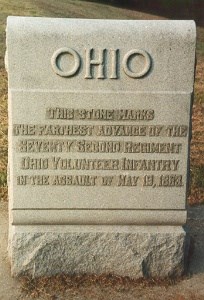 OHIO
THIS STONE MARKS
THE FARTHEST ADVANCE OF THE
SEVENTY SECOND REGIMENT
OHIO VOLUNTEER INFANTRY
IN THE ASSAULT OF MAY 19, 1863.